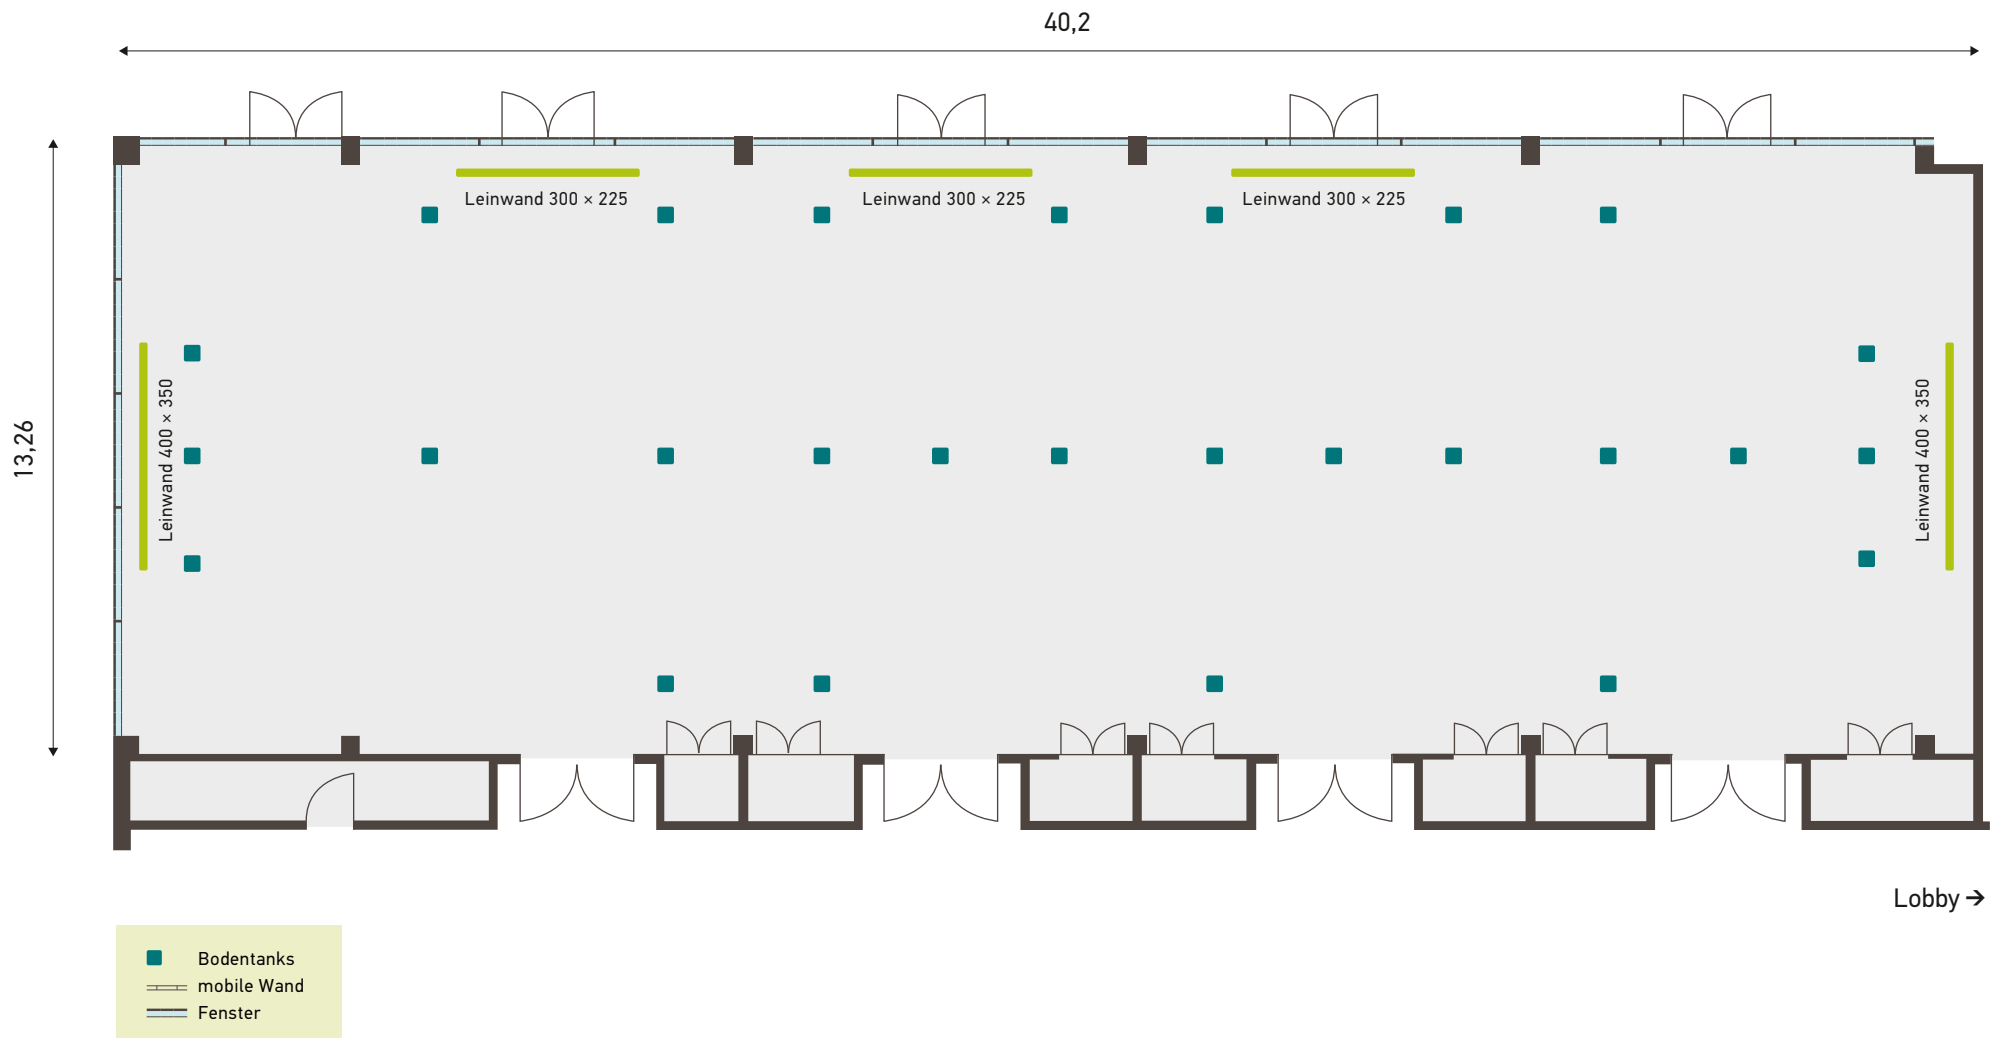 40,2
Leinwand 300 × 225
Leinwand 300 × 225
Leinwand 300 × 225
13,26
Leinwand 400 × 350
Leinwand 400 × 350
Lobby →
Bodentanks
mobile Wand
Fenster